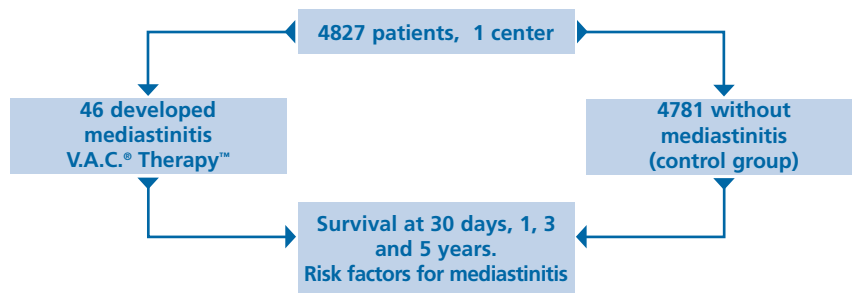 4827 patients, 1 center
46 developed
mediastinitis
V.A.C.® Therapy™
4781 without
mediastinitis
(control group)
Survival at 30 days, 1, 3
and 5 years.
Risk factors for mediastinitis